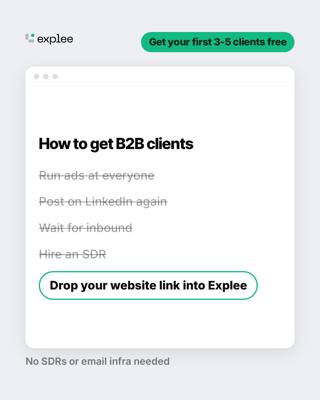 explee
Get your first 3-5 clients free
How to get B2B clients
Run ads at everyone
Post on LinkedIn again
Wait for inbound
Hire an SDR
Drop your website link into Explee
No SDRs or email infra needed